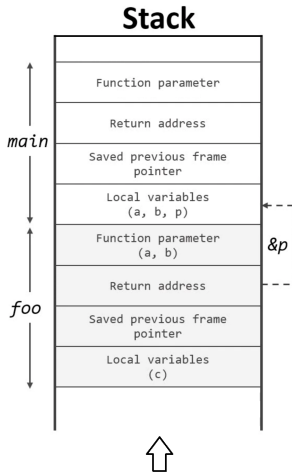 Stack
Function parameter
Return address
main
Saved previous frame
pointer
Local variables
(a, b, p)
Function parameter
(a, b)
&p
Return address
foo
Saved previous frame
pointer
Local variables
(c)